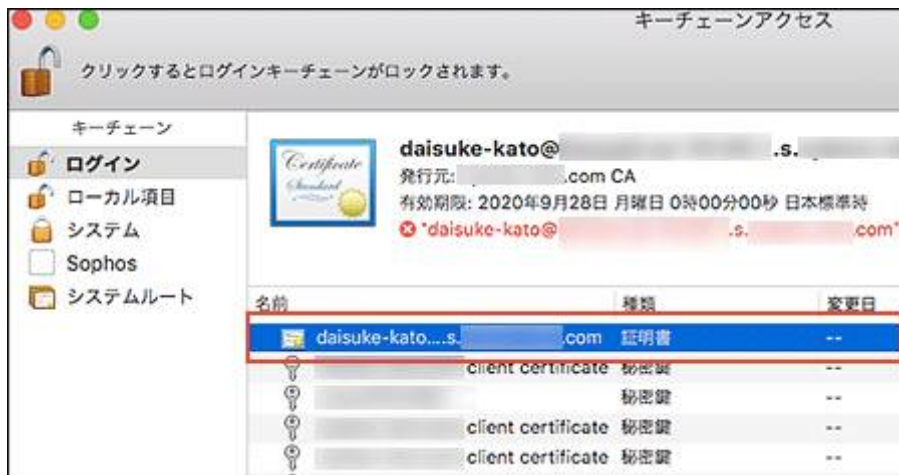 キーチェーンアクセス
クリックするとログインキーチェーンがロックされます。
キーチェーン
ログイン
ローカル項目
システム
Sophos
システムルート
Certificate
Standard
daisuke-kato@ .s.
発行元: .com CA
有効期限: 2020年9月28日 月曜日 0時00分00秒 日本標準時
"daisuke-kato@ .s. .com"
名前 種類 変更日
daisuke-kato....s. .com 証明書 --
client certificate 秘密鍵 --
秘密鍵 --
client certificate 秘密鍵 --
client certificate 秘密鍵 --